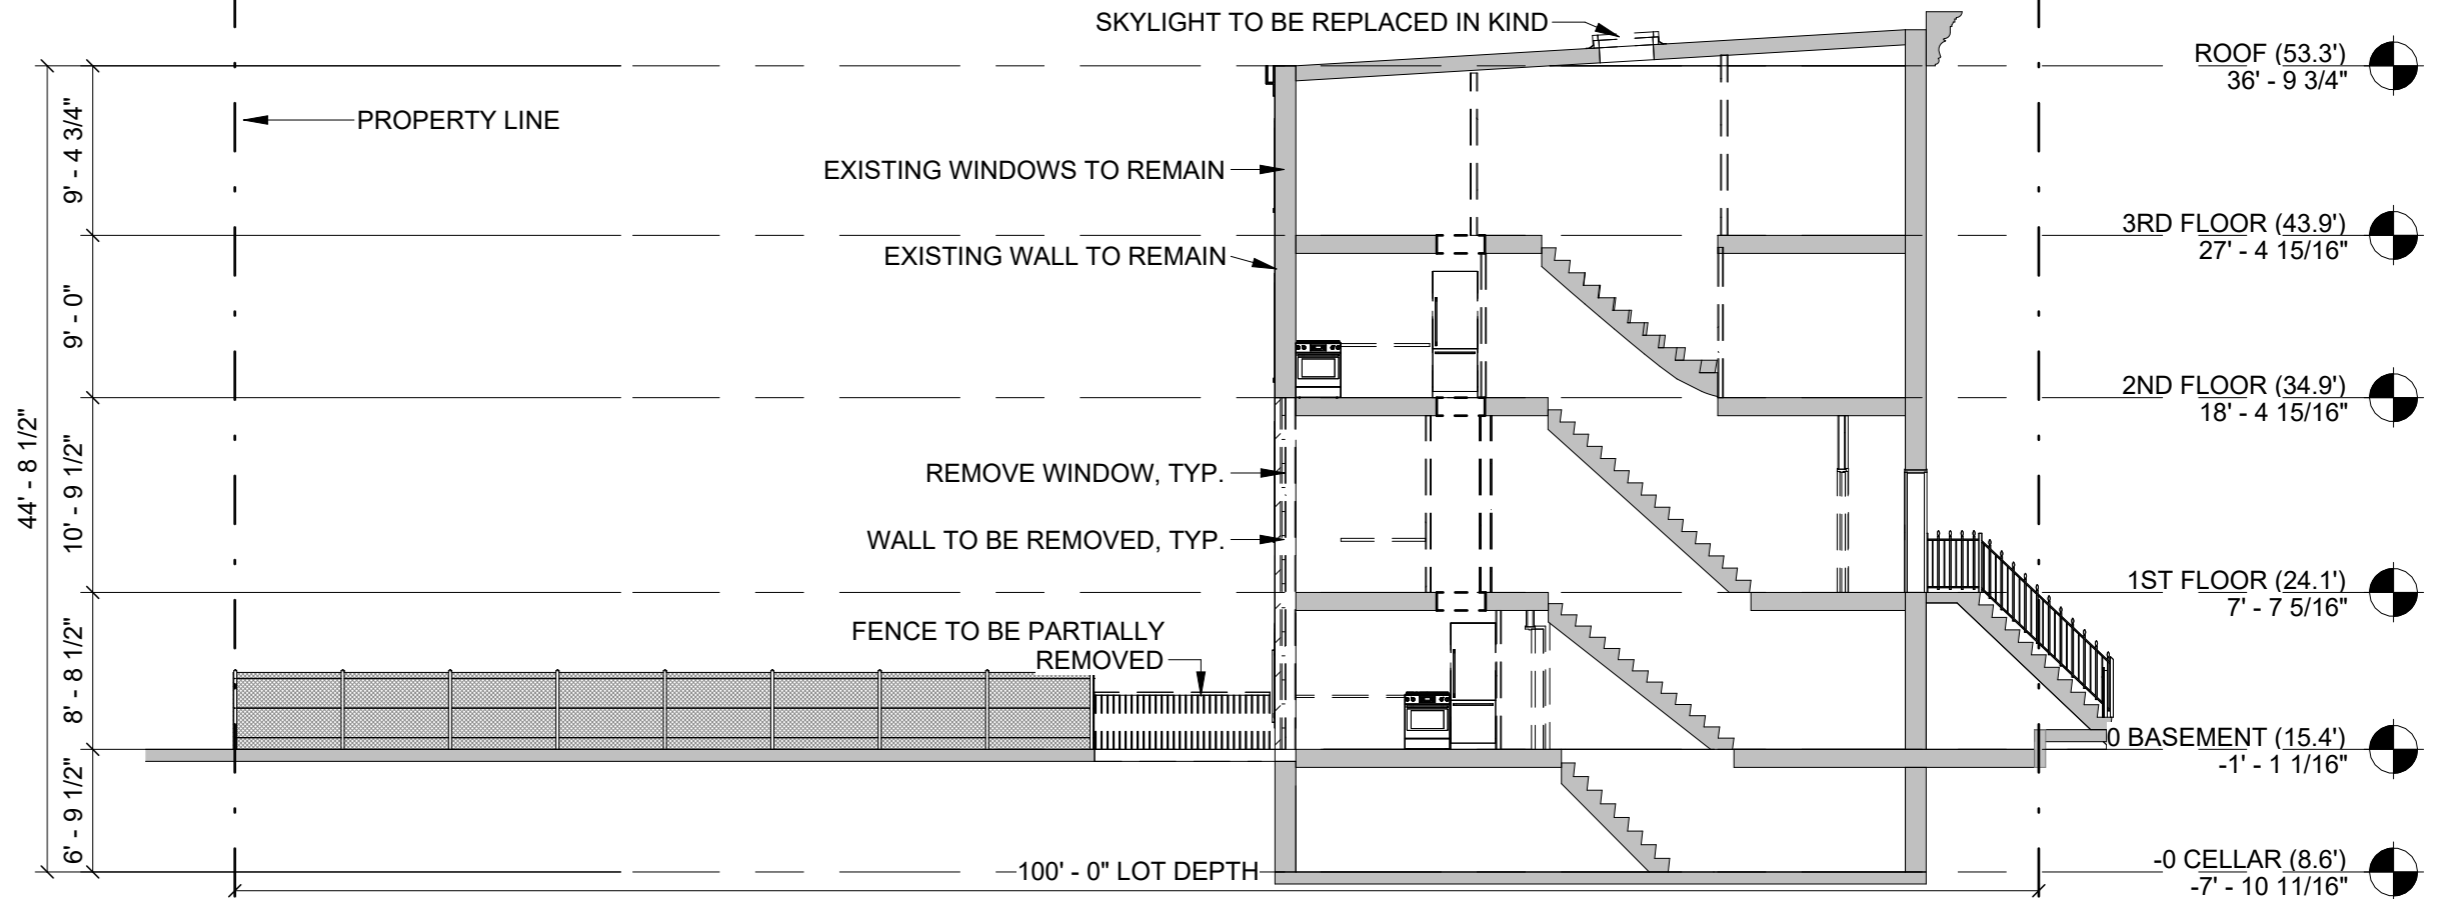 SKYLIGHT TO BE REPLACED IN KIND
ROOF (53.3')
36' - 9 3/4"
PROPERTY LINE
9' - 4 3/4"
EXISTING WINDOWS TO REMAIN
3RD FLOOR (43.9')
27' - 4 15/16"
EXISTING WALL TO REMAIN
9' - 0"
2ND FLOOR (34.9')
18' - 4 15/16"
44' - 8 1/2"
10' - 9 1/2"
REMOVE WINDOW, TYP.
WALL TO BE REMOVED, TYP.
1ST FLOOR (24.1')
7' - 7 5/16"
FENCE TO BE PARTIALLY
REMOVED
8' - 8 1/2"
0 BASEMENT (15.4')
-1' - 1 1/16"
6' - 9 1/2"
100' - 0" LOT DEPTH
-0 CELLAR (8.6')
-7' - 10 11/16"